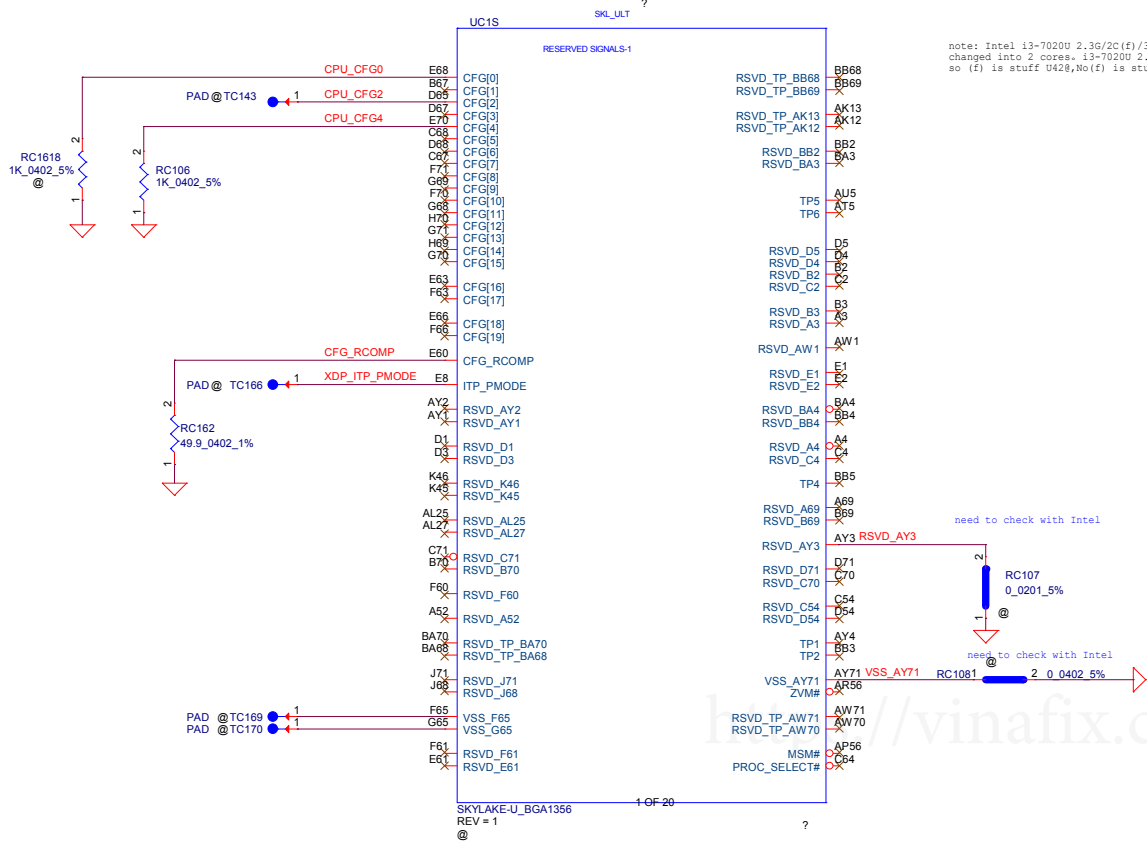 ?
SKL_ULT
UC1S
RESERVED SIGNALS-1
note: Intel i3-7020U 2.3G/2C(f)/3
changed into 2 cores. i3-7020U 2.
so (f) is stuff U42@,No(f) is stu
CPU_CFG0 E68 CFG[0]
B67 CFG[1]
PAD @ TC143 1 CPU_CFG2 D65 CFG[2]
D67 CFG[3]
CPU_CFG4 E70 CFG[4]
C68 CFG[5]
D68 CFG[6]
C67 CFG[7]
F71 CFG[8]
G69 CFG[9]
F70 CFG[10]
G68 CFG[11]
H70 CFG[12]
G71 CFG[13]
H69 CFG[14]
G70 CFG[15]
E63 CFG[16]
F63 CFG[17]
E66 CFG[18]
F66 CFG[19]
2
RC1618
1K_0402_5%
@
1
2
RC106
1K_0402_5%
1
CFG_RCOMP E60 CFG_RCOMP
PAD @ TC166 1 XDP_ITP_PMODE E8 ITP_PMODE
2
RC162
49.9_0402_1%
1
AY2 RSVD_AY2
AY1 RSVD_AY1
D1 RSVD_D1
D3 RSVD_D3
K46 RSVD_K46
K45 RSVD_K45
AL25 RSVD_AL25
AL27 RSVD_AL27
C71 RSVD_C71
B70 RSVD_B70
F60 RSVD_F60
A52 RSVD_A52
BA70 RSVD_TP_BA70
BA68 RSVD_TP_BA68
J71 RSVD_J71
J68 RSVD_J68
PAD @TC169 1 F65 VSS_F65
PAD @TC170 1 G65 VSS_G65
F61 RSVD_F61
E61 RSVD_E61
RSVD_TP_BB68 BB68
RSVD_TP_BB69 BB69
RSVD_TP_AK13 AK13
RSVD_TP_AK12 AK12
RSVD_BB2 BB2
RSVD_BA3 BA3
TP5 AU5
TP6 AT5
RSVD_D5 D5
RSVD_D4 D4
RSVD_B2 B2
RSVD_C2 C2
RSVD_B3 B3
RSVD_A3 A3
RSVD_AW1 AW1
RSVD_E1 E1
RSVD_E2 E2
RSVD_BA4 BA4
RSVD_BB4 BB4
RSVD_A4 A4
RSVD_C4 C4
TP4 BB5
RSVD_A69 A69
RSVD_B69 B69
need to check with Intel
RSVD_AY3 AY3 RSVD_AY3
2
RC107
0_0201_5%
1 @
RSVD_D71 D71
RSVD_C70 C70
RSVD_C54 C54
RSVD_D54 D54
TP1 AY4
TP2 BB3
need to check with Intel
@
VSS_AY71 AY71 VSS_AY71 RC108 1 2 0_0402_5%
ZVM# AR56
RSVD_TP_AW71 AW71
RSVD_TP_AW70 AW70
MSM# AP56
PROC_SELECT# C64
https://vinafix.c
1 OF 20
SKYLAKE-U_BGA1356
REV = 1
@
?